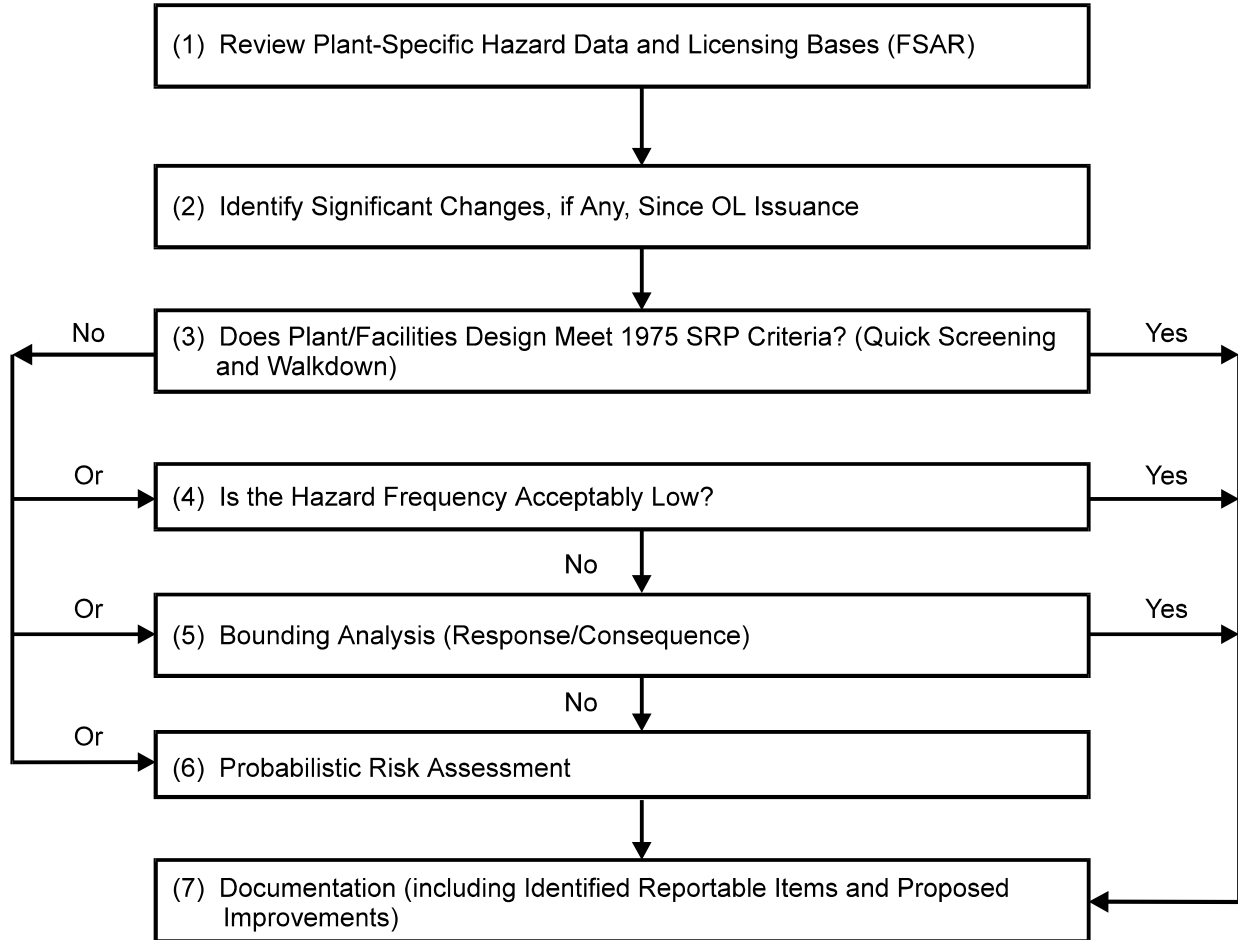 (1) Review Plant-Specific Hazard Data and Licensing Bases (FSAR)
(2) Identify Significant Changes, if Any, Since OL Issuance
No
(3) Does Plant/Facilities Design Meet 1975 SRP Criteria? (Quick Screening
and Walkdown)
Yes
Or
(4) Is the Hazard Frequency Acceptably Low?
Yes
No
Or
(5) Bounding Analysis (Response/Consequence)
Yes
No
Or
(6) Probabilistic Risk Assessment
(7) Documentation (including Identified Reportable Items and Proposed
Improvements)